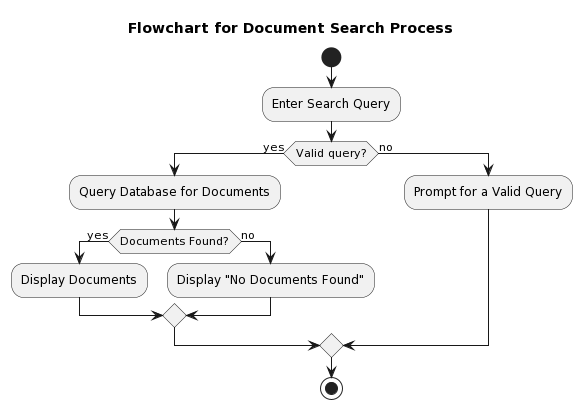 Flowchart for Document Search Process
Enter Search Query
yes
Valid query?
no
Query Database for Documents
Prompt for a Valid Query
yes
Documents Found?
no
Display Documents
Display "No Documents Found"